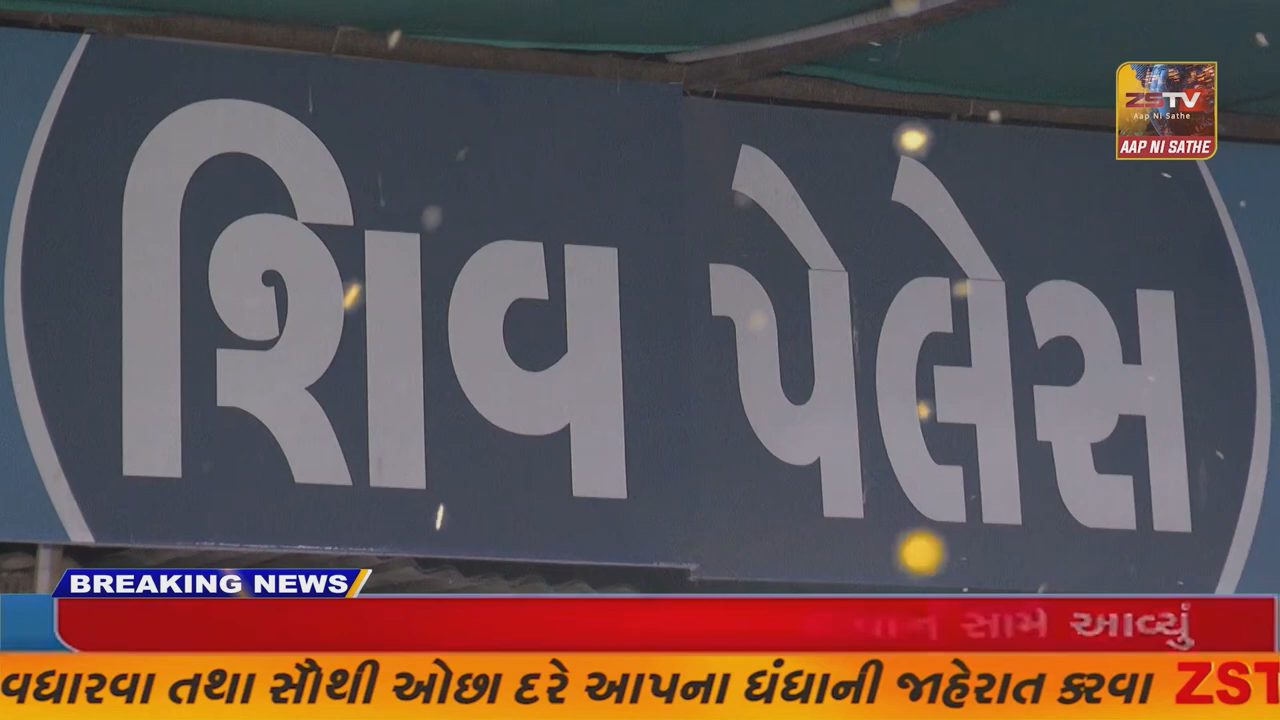 ZSTV
Aap Ni Sathe
AAP NI SATHE
શિવ પેલેસ
BREAKING NEWS
સામે આવ્યું
વધારવા તથા સૌથી ઓછા દરે આપના ધંધાની જાહેરાત કરવા ZST